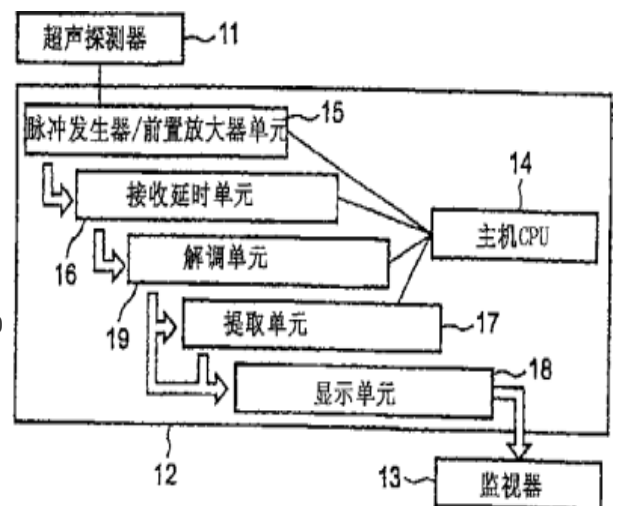 超声探测器
11
脉冲发生器/前置放大器单元
15
接收延时单元
16
14
主机CPU
解调单元
19
提取单元
17
显示单元
18
12
13
监视器